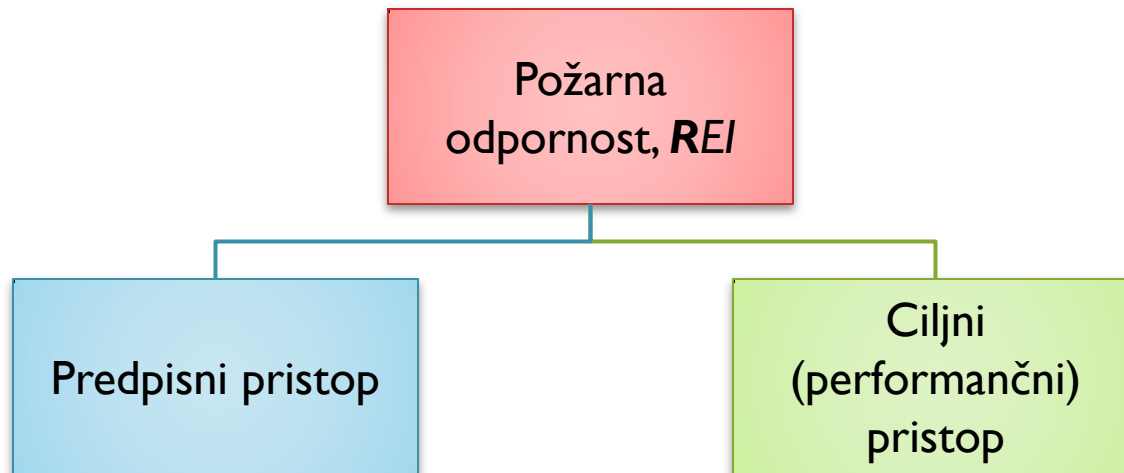 Požarna
odpornost, REI
Predpisni pristop
Ciljni
(performančni)
pristop